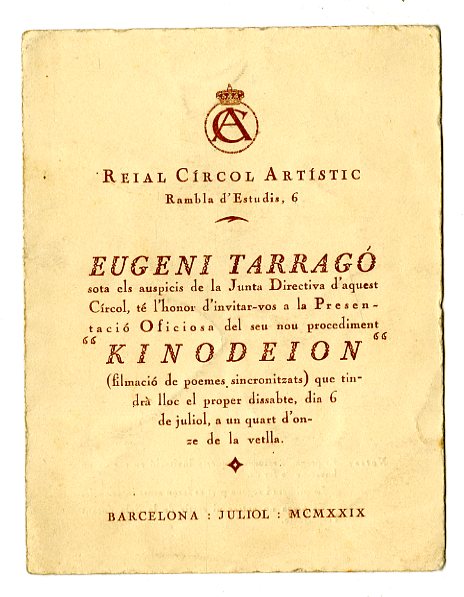 CA
REIAL CÍRCOL ARTÍSTIC
Rambla d'Estudis, 6
EUGENI TARRAGÓ
sota els auspicis de la Junta Directiva d'aquest
Círcol, té l'honor d'invitar-vos a la Presen-
tació Oficiosa del seu nou procediment
“ KINODEION “
(filmació de poemes sincronitzats) que tin-
drà lloc el proper dissabte, dia 6
de juliol, a un quart d'on-
ze de la vetlla.
BARCELONA : JULIOL : MCMXXIX